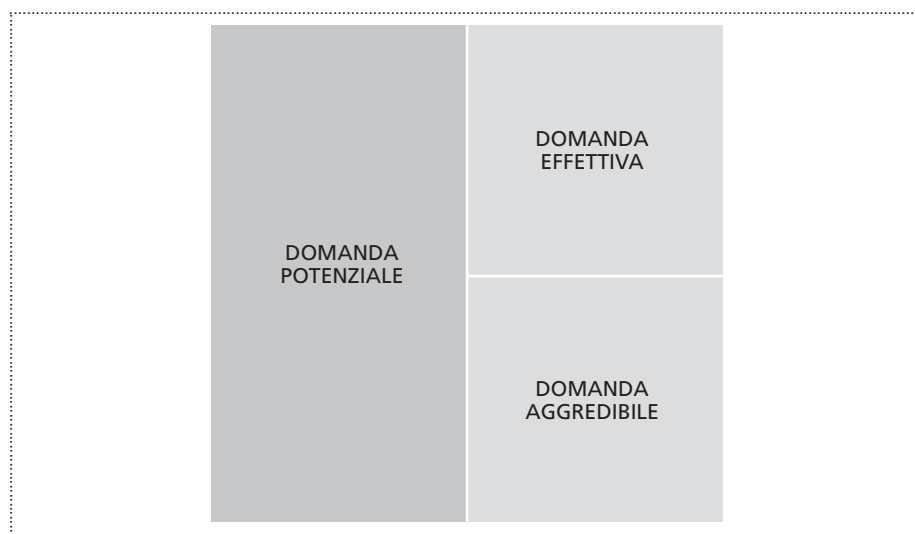 DOMANDA
POTENZIALE
DOMANDA
EFFETTIVA
DOMANDA
AGGREDIBILE